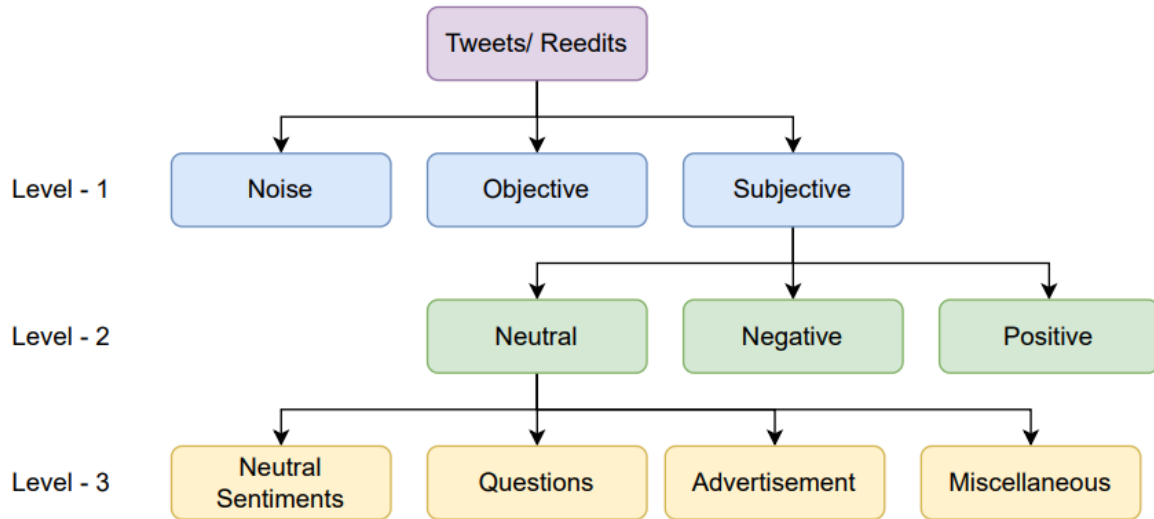 Tweets/ Reedits
Level - 1
Noise
Objective
Subjective
Level - 2
Neutral
Negative
Positive
Level - 3
Neutral
Sentiments
Questions
Advertisement
Miscellaneous